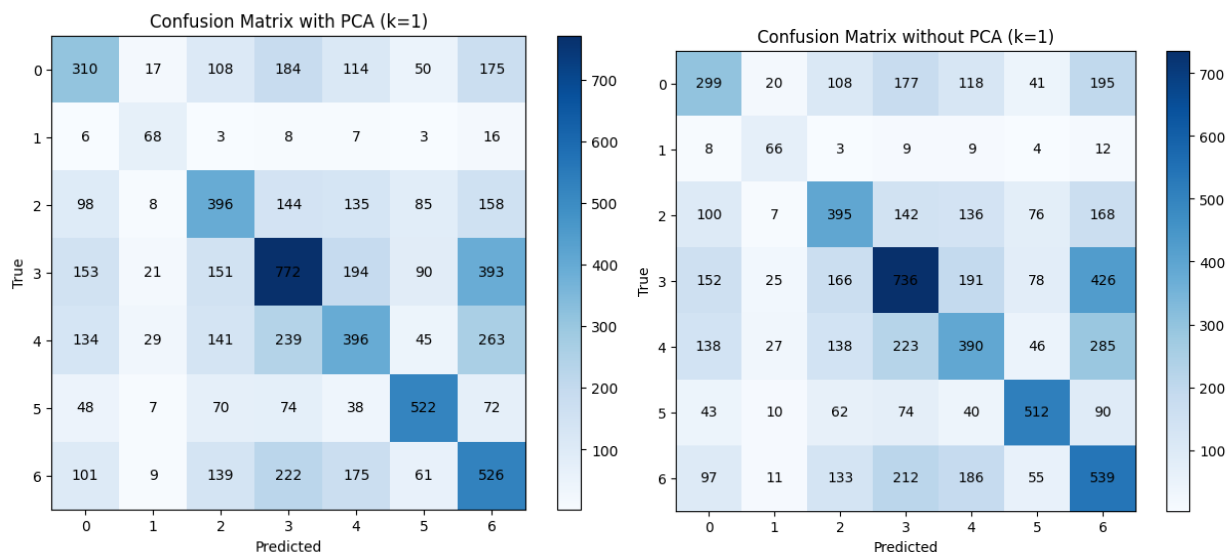 Confusion Matrix with PCA (k=1)
0 310 17 108 184 114 50 175
1 6 68 3 8 7 3 16
2 98 8 396 144 135 85 158
3 153 21 151 772 194 90 393
4 134 29 141 239 396 45 263
5 48 7 70 74 38 522 72
6 101 9 139 222 175 61 526
0 1 2 3 4 5 6
Predicted
True
700
600
500
400
300
200
100
Confusion Matrix without PCA (k=1)
0 299 20 108 177 118 41 195
1 8 66 3 9 9 4 12
2 100 7 395 142 136 76 168
3 152 25 166 736 191 78 426
4 138 27 138 223 390 46 285
5 43 10 62 74 40 512 90
6 97 11 133 212 186 55 539
0 1 2 3 4 5 6
Predicted
True
700
600
500
400
300
200
100